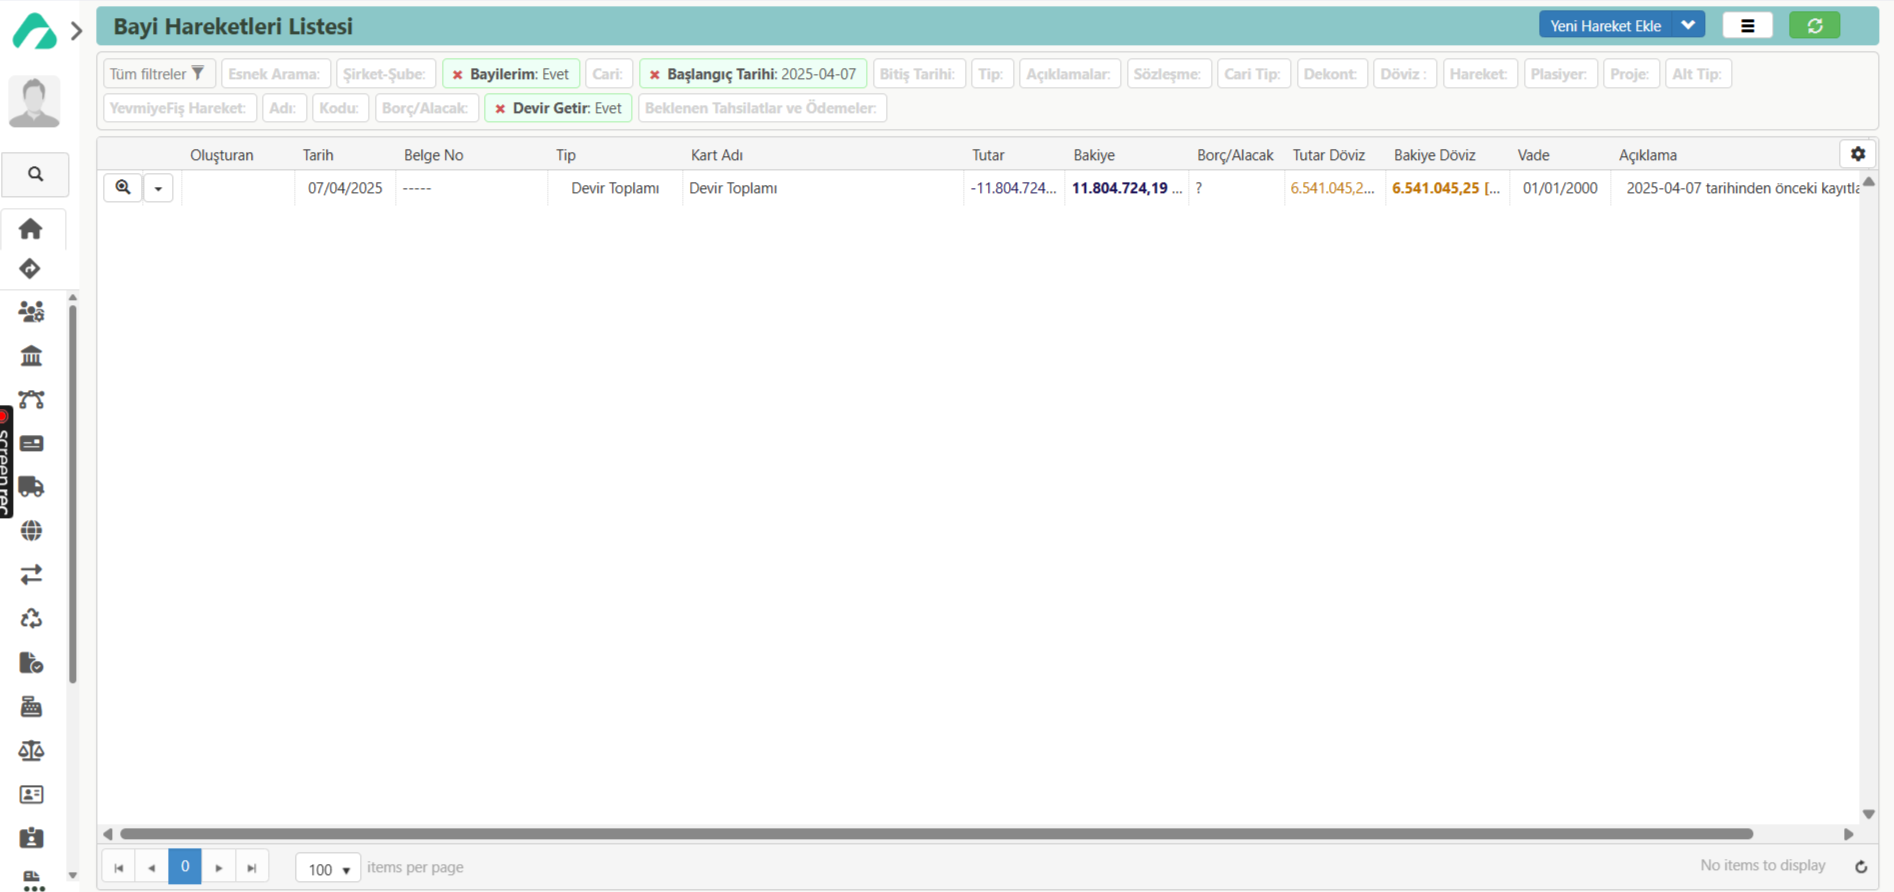 Bayi Hareketleri Listesi
Yeni Hareket Ekle
Tüm filtreler Esnek Arama: Şirket-Şube: Bayilerim: Evet Cari: Başlangıç Tarihi: 2025-04-07 Bitiş Tarihi: Tip: Açıklamalar: Sözleşme: Cari Tip: Dekont: Döviz : Hareket: Plasiyer: Proje: Alt Tip:
YevmiyeFiş Hareket: Adı: Kodu: Borç/Alacak: Devir Getir: Evet Beklenen Tahsilatlar ve Ödemeler:
Oluşturan Tarih Belge No Tip Kart Adı Tutar Bakiye Borç/Alacak Tutar Döviz Bakiye Döviz Vade Açıklama
07/04/2025 ----- Devir Toplamı Devir Toplamı -11.804.724... 11.804.724,19 ... ? 6.541.045,2... 6.541.045,25 [... 01/01/2000 2025-04-07 tarihinden önceki kayıtla
screenrec
0 100 items per page No items to display